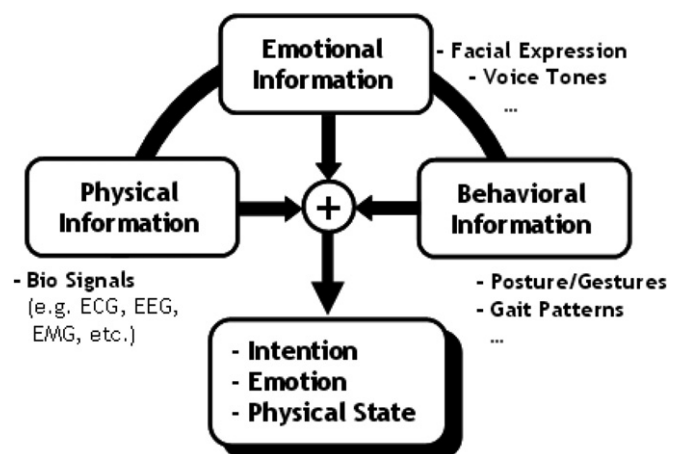 Emotional
Information
- Facial Expression
- Voice Tones
...
Physical
Information
+
Behavioral
Information
- Bio Signals
(e.g. ECG, EEG,
EMG, etc.)
- Posture/Gestures
- Gait Patterns
...
- Intention
- Emotion
- Physical State